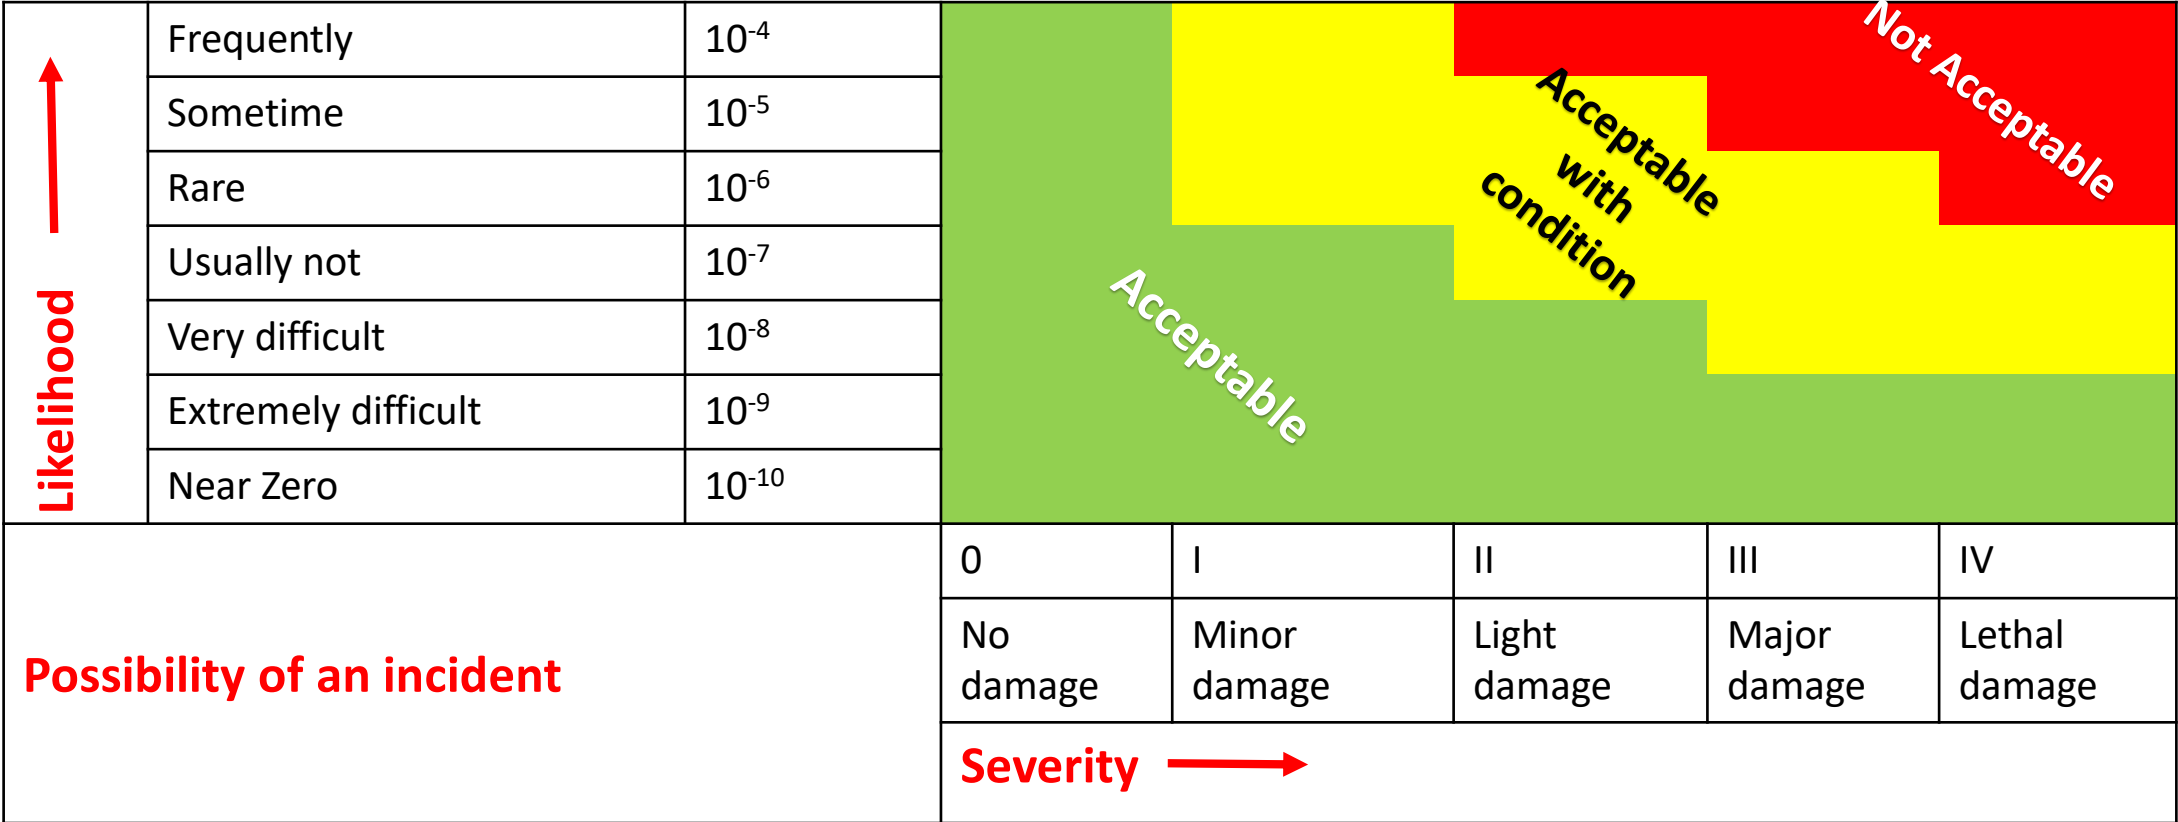 Likelihood
Frequently 10⁻⁴
Sometime 10⁻⁵
Rare 10⁻⁶
Usually not 10⁻⁷
Very difficult 10⁻⁸
Extremely difficult 10⁻⁹
Near Zero 10⁻¹⁰
Not Acceptable
Acceptable
with
condition
Acceptable
Possibility of an incident
0 I II III IV
No
damage
Minor
damage
Light
damage
Major
damage
Lethal
damage
Severity